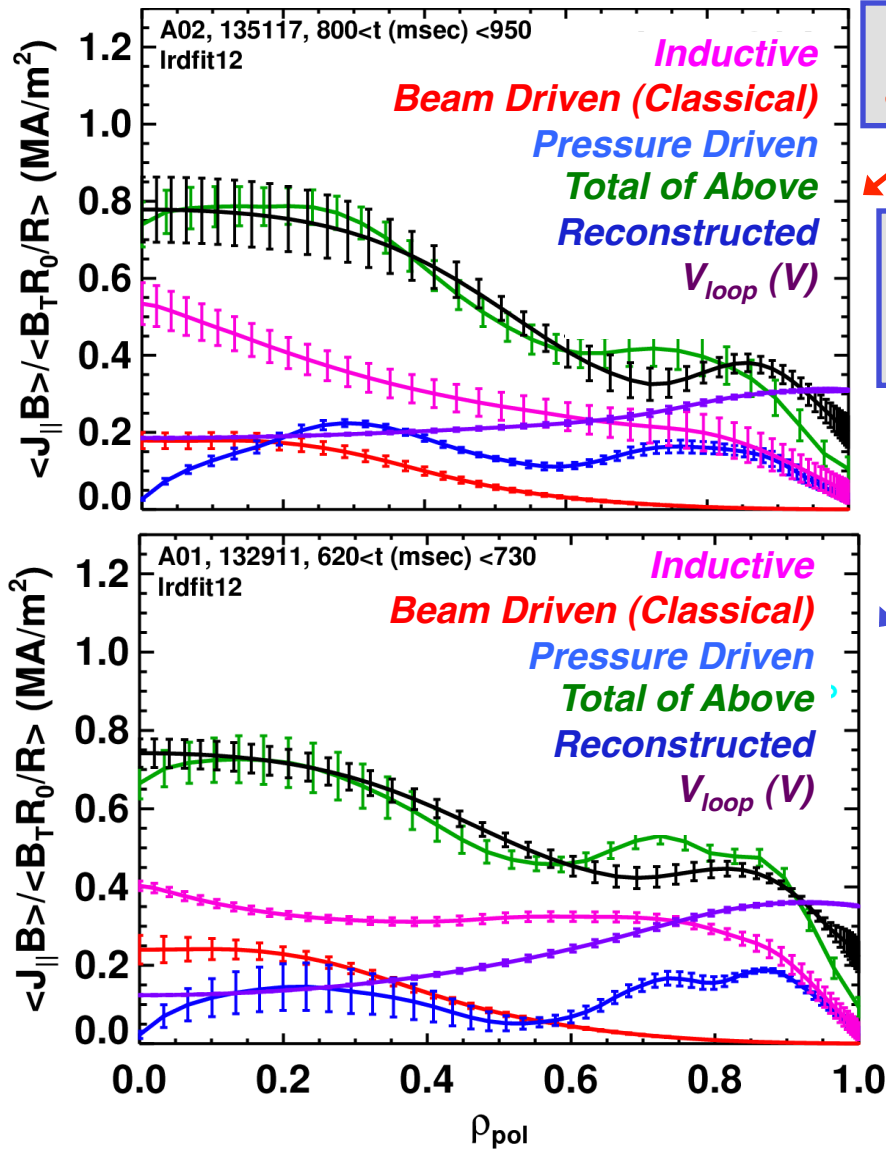 A02, 135117, 800<t (msec) <950
lrdfit12
Inductive
Beam Driven (Classical)
Pressure Driven
Total of Above
Reconstructed
V_loop (V)
<J_||B>/<B_TR_0/R> (MA/m²)
1.2
1.0
0.8
0.6
0.4
0.2
0.0
A01, 132911, 620<t (msec) <730
lrdfit12
Inductive
Beam Driven (Classical)
Pressure Driven
Total of Above
Reconstructed
V_loop (V)
<J_||B>/<B_TR_0/R> (MA/m²)
1.2
1.0
0.8
0.6
0.4
0.2
0.0
0.0 0.2 0.4 0.6 0.8 1.0
ρ_pol